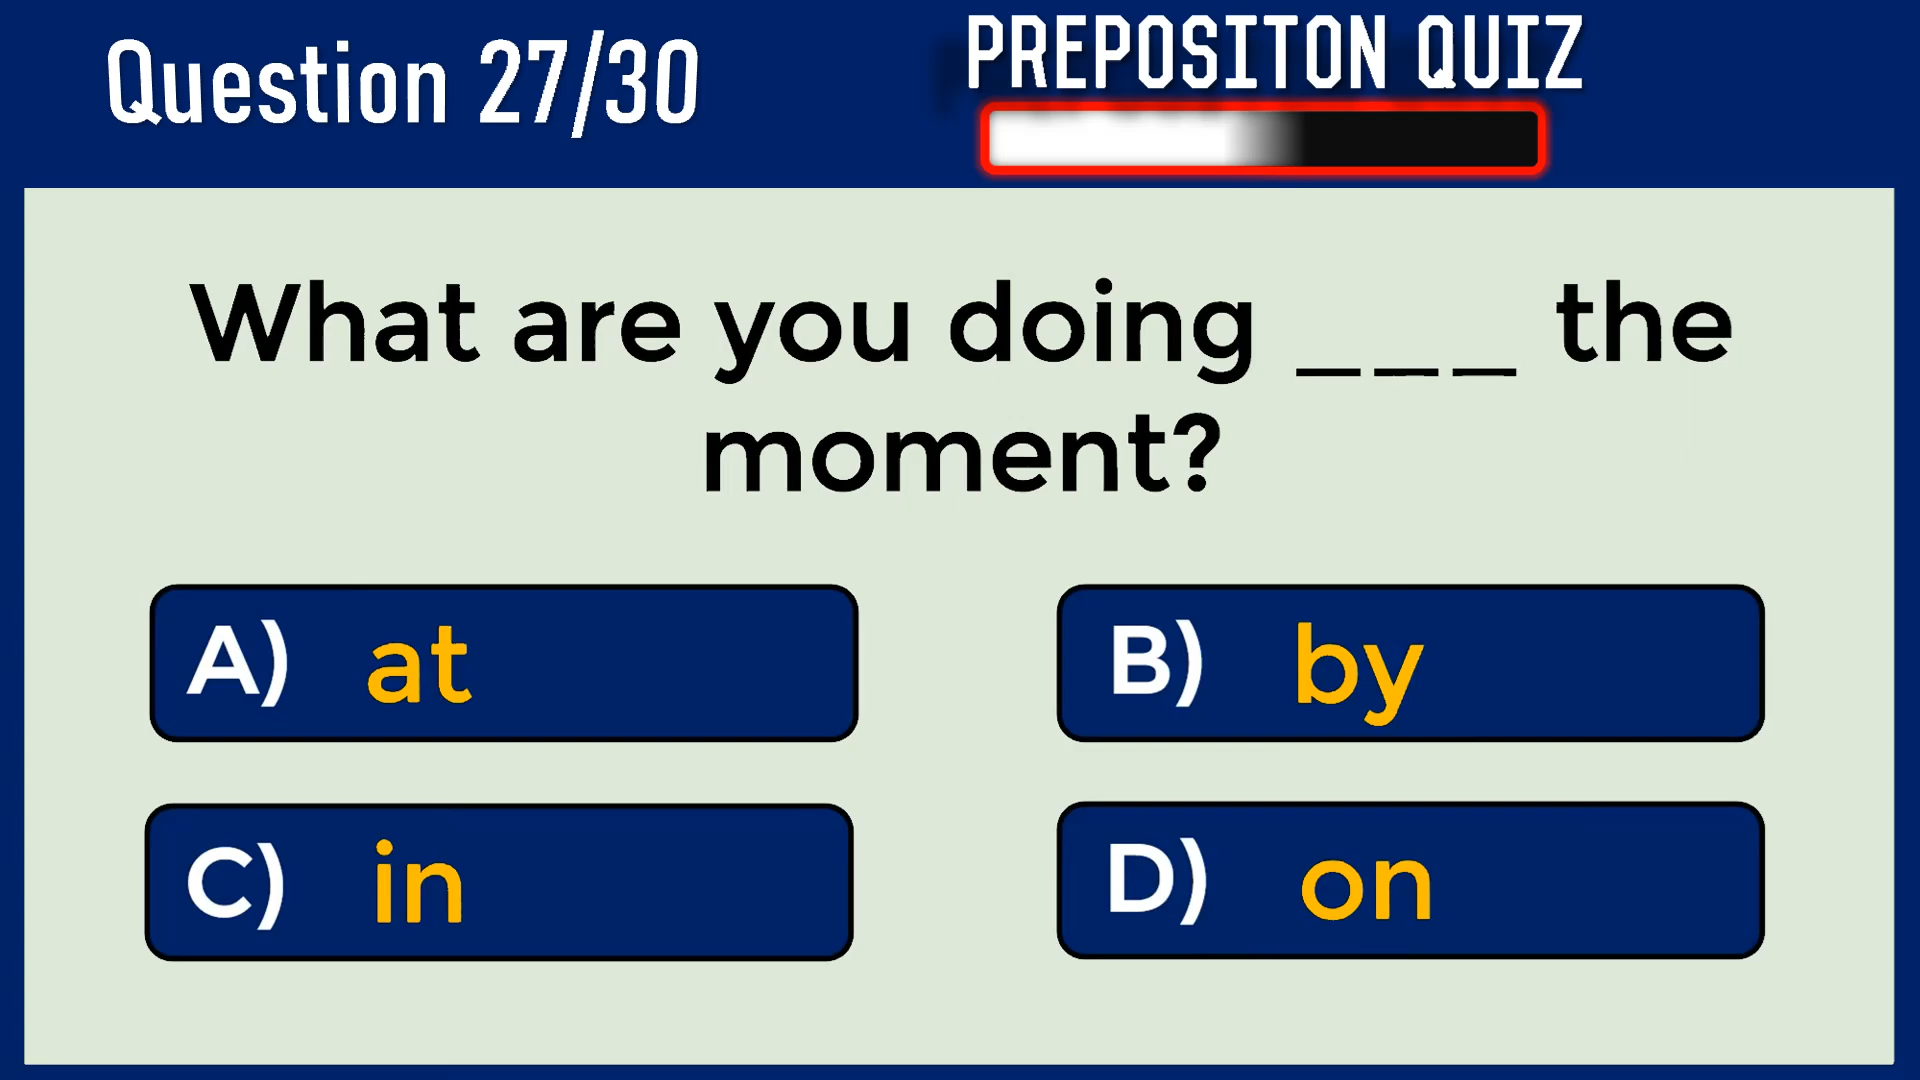 Question 27/30
PREPOSITON QUIZ
What are you doing ___ the
moment?
A) at
B) by
C) in
D) on